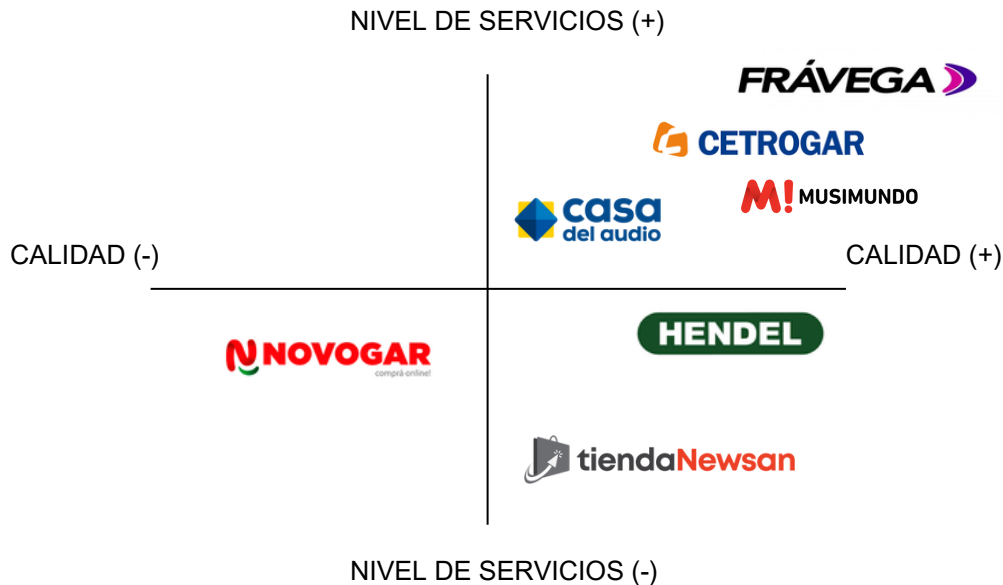 NIVEL DE SERVICIOS (+)
FRÁVEGA
CETROGAR
M! MUSIMUNDO
casa
del audio
CALIDAD (-)
CALIDAD (+)
HENDEL
N NOVOGAR
comprá online!
tiendaNewsan
NIVEL DE SERVICIOS (-)